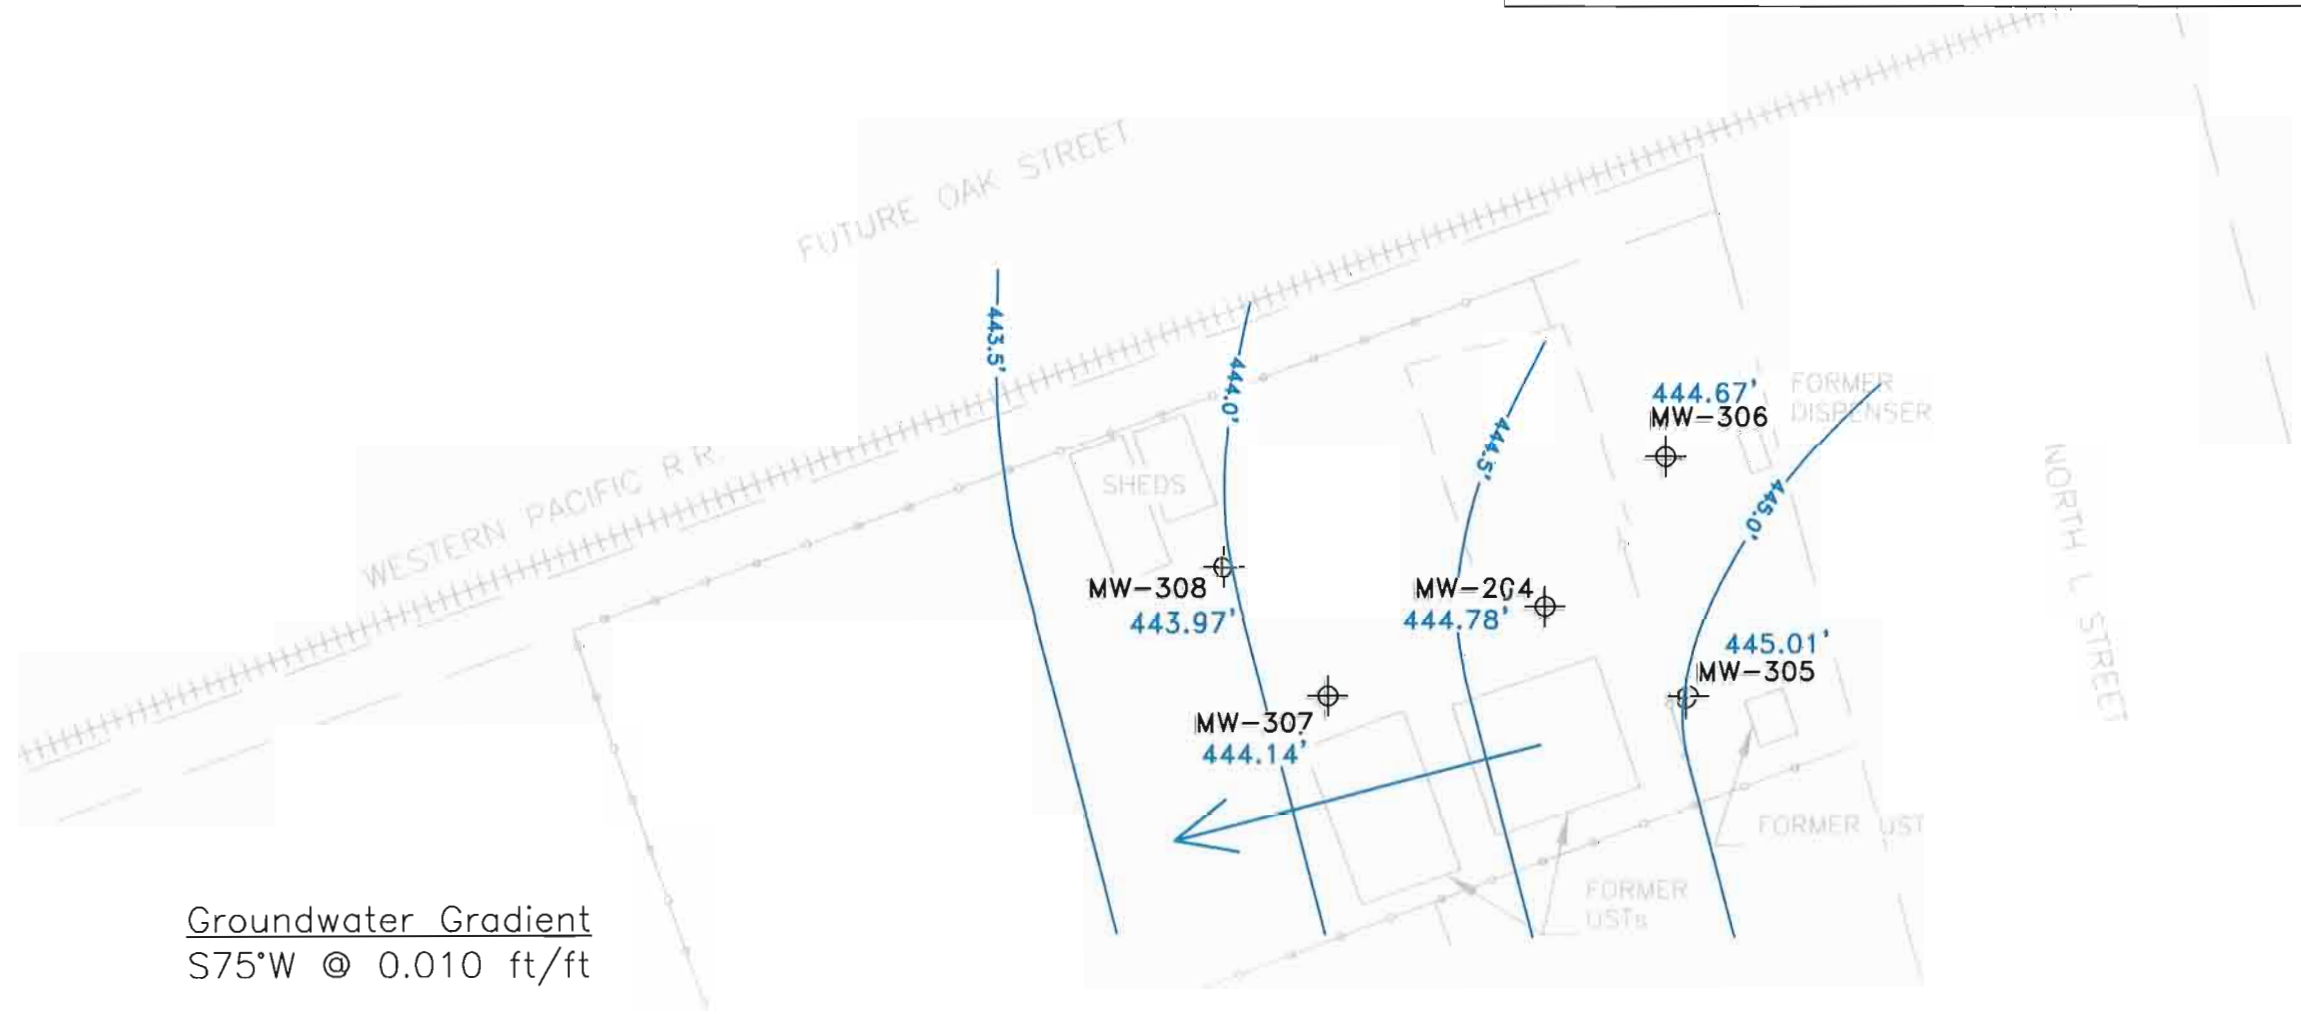 FUTURE OAK STREET
WESTERN PACIFIC R.R.
443.5'
444.0'
444.5'
445.0'
444.67'
MW-306
FORMER
DISPENSER
NORTH L STREET
SHEDS
MW-308
443.97'
MW-204
444.78'
445.01'
MW-305
MW-307
444.14'
FORMER UST
FORMER
USTs
Groundwater Gradient
S75°W @ 0.010 ft/ft